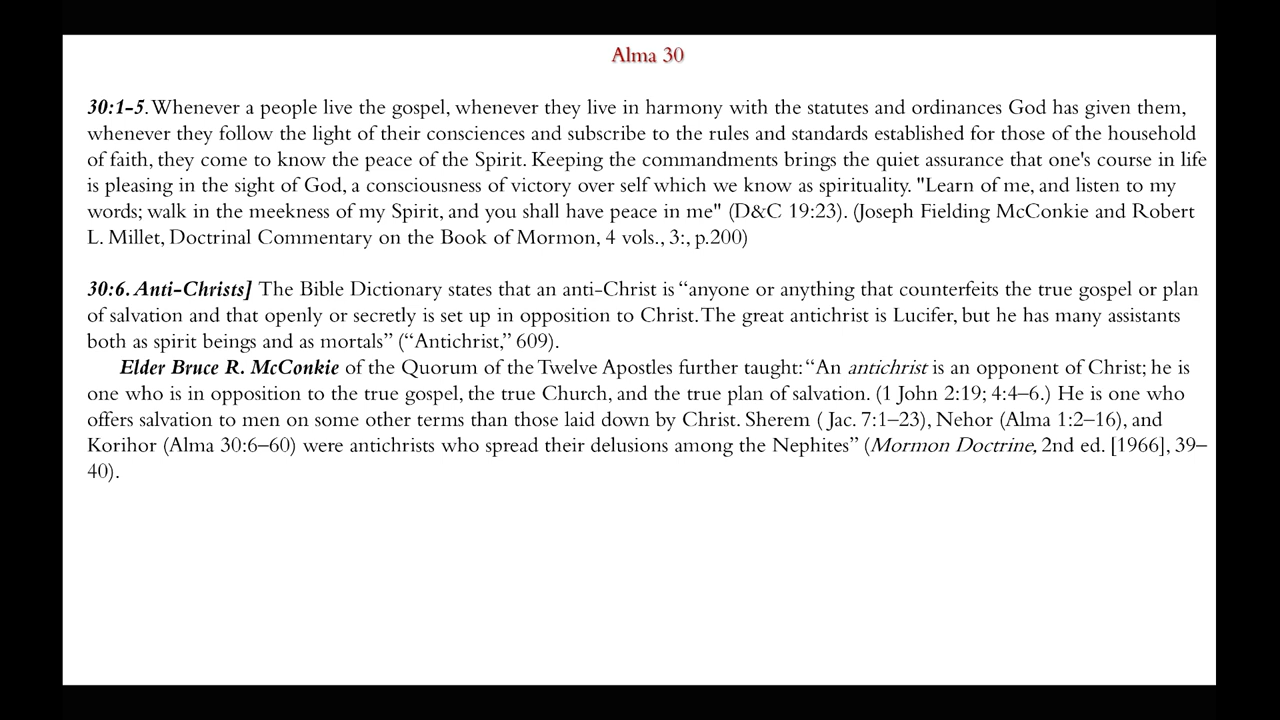 Alma 30
30:1-5. Whenever a people live the gospel, whenever they live in harmony with the statutes and ordinances God has given them,
whenever they follow the light of their consciences and subscribe to the rules and standards established for those of the household
of faith, they come to know the peace of the Spirit. Keeping the commandments brings the quiet assurance that one's course in life
is pleasing in the sight of God, a consciousness of victory over self which we know as spirituality. "Learn of me, and listen to my
words; walk in the meekness of my Spirit, and you shall have peace in me" (D&C 19:23). (Joseph Fielding McConkie and Robert
L. Millet, Doctrinal Commentary on the Book of Mormon, 4 vols., 3:, p.200)
30:6. Anti-Christs] The Bible Dictionary states that an anti-Christ is “anyone or anything that counterfeits the true gospel or plan
of salvation and that openly or secretly is set up in opposition to Christ. The great antichrist is Lucifer, but he has many assistants
both as spirit beings and as mortals” (“Antichrist,” 609).
Elder Bruce R. McConkie of the Quorum of the Twelve Apostles further taught: “An antichrist is an opponent of Christ; he is
one who is in opposition to the true gospel, the true Church, and the true plan of salvation. (1 John 2:19; 4:4–6.) He is one who
offers salvation to men on some other terms than those laid down by Christ. Sherem ( Jac. 7:1–23), Nehor (Alma 1:2–16), and
Korihor (Alma 30:6–60) were antichrists who spread their delusions among the Nephites” (Mormon Doctrine, 2nd ed. [1966], 39–
40).